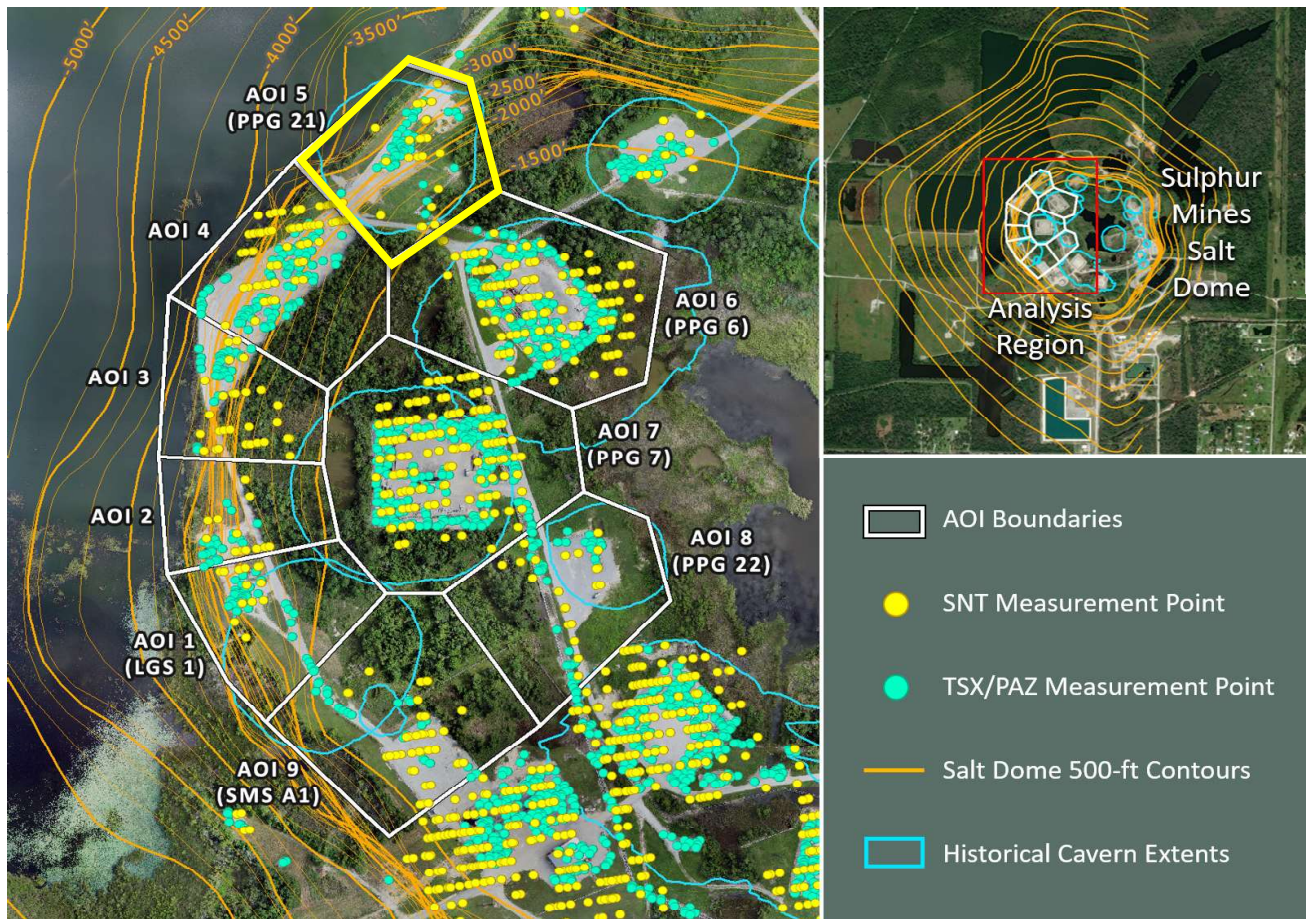 -5000'
-4500'
-4000'
-3500'
-3000'
-2500'
-2000'
-1500'
AOI 5
(PPG 21)
AOI 4
AOI 3
AOI 2
AOI 1
(LGS 1)
AOI 9
(SMS A1)
AOI 6
(PPG 6)
AOI 7
(PPG 7)
AOI 8
(PPG 22)
Sulphur
Mines
Salt
Dome
Analysis
Region
AOI Boundaries
SNT Measurement Point
TSX/PAZ Measurement Point
Salt Dome 500-ft Contours
Historical Cavern Extents